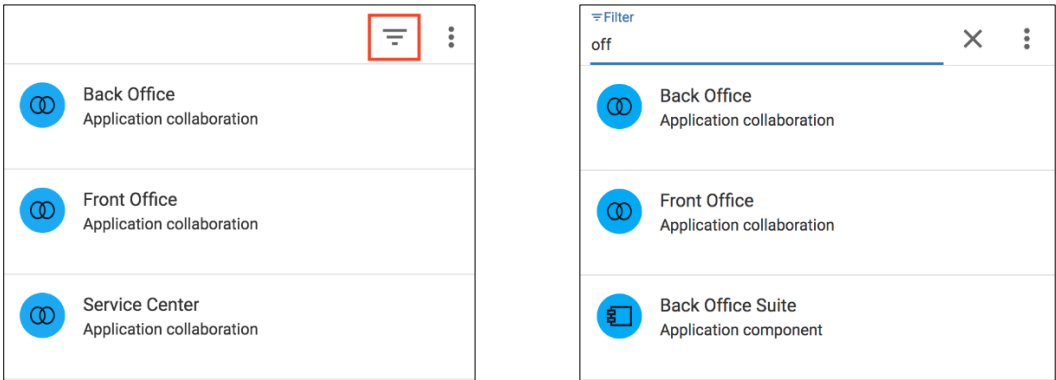 Back Office
Application collaboration
Front Office
Application collaboration
Service Center
Application collaboration
Filter
off
Back Office
Application collaboration
Front Office
Application collaboration
Back Office Suite
Application component